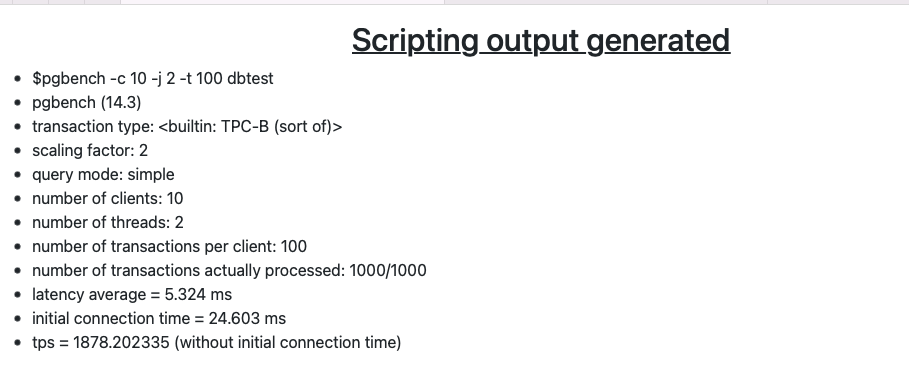 Scripting output generated
$pgbench -c 10 -j 2 -t 100 dbtest
pgbench (14.3)
transaction type: <builtin: TPC-B (sort of)>
scaling factor: 2
query mode: simple
number of clients: 10
number of threads: 2
number of transactions per client: 100
number of transactions actually processed: 1000/1000
latency average = 5.324 ms
initial connection time = 24.603 ms
tps = 1878.202335 (without initial connection time)